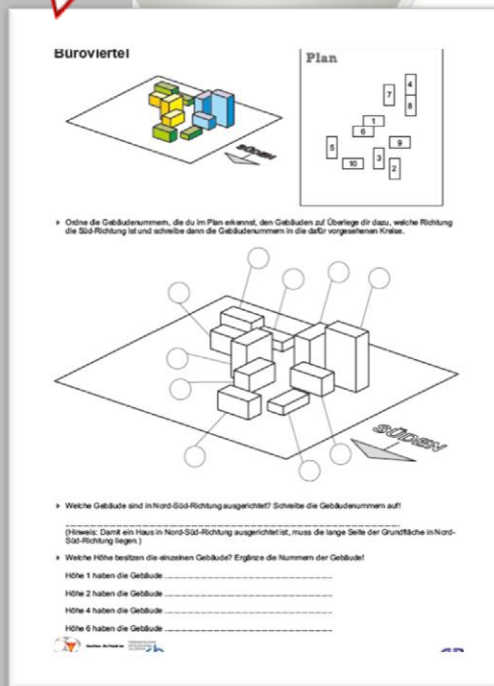 Büroviertel
Plan
4
7
8
1
6
9
5
3
10
2
SÜDEN
» Ordne die Gebäudenummern, die du im Plan erkennst, den Gebäuden zu! Überlege dir dazu, welche Richtung
die Süd-Richtung ist und schreibe dann die Gebäudenummern in die dafür vorgesehenen Kreise.
SÜDEN
» Welche Gebäude sind in Nord-Süd-Richtung ausgerichtet? Schreibe die Gebäudenummern auf!
(Hinweis: Damit ein Haus in Nord-Süd-Richtung ausgerichtet ist, muss die lange Seite der Grundfläche in Nord-
Süd-Richtung liegen.)
» Welche Höhe besitzen die einzelnen Gebäude? Ergänze die Nummern der Gebäude!
Höhe 1 haben die Gebäude
Höhe 2 haben die Gebäude
Höhe 4 haben die Gebäude
Höhe 6 haben die Gebäude